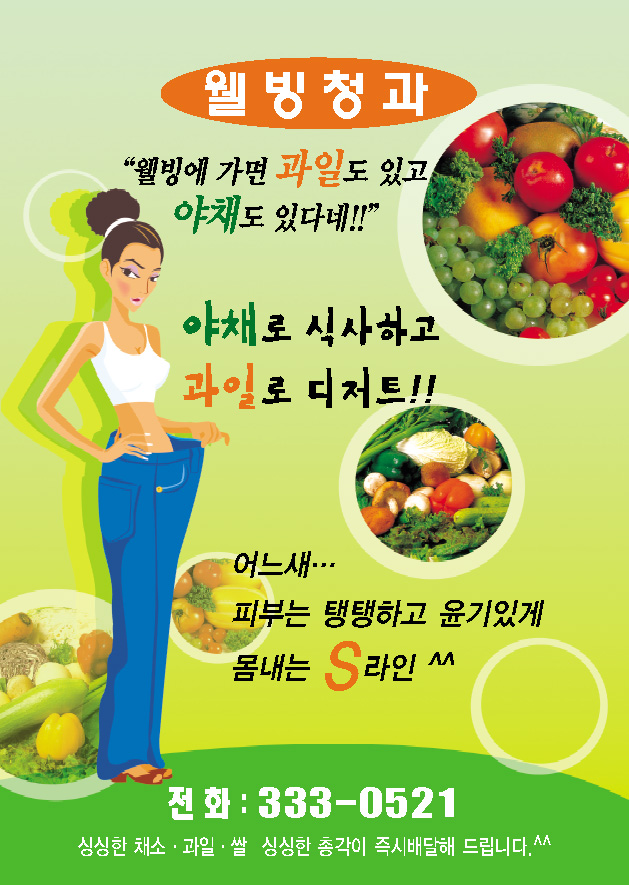 웰빙청과
“웰빙에 가면 과일도 있고
야채도 있다네!!”
야채로 식사하고
과일로 디저트!!
어느새…
피부는 탱탱하고 윤기있게
몸내는 S라인 ^^
전화 : 333-0521
싱싱한 채소 · 과일 · 쌀 싱싱한 총각이 즉시배달해 드립니다.^^